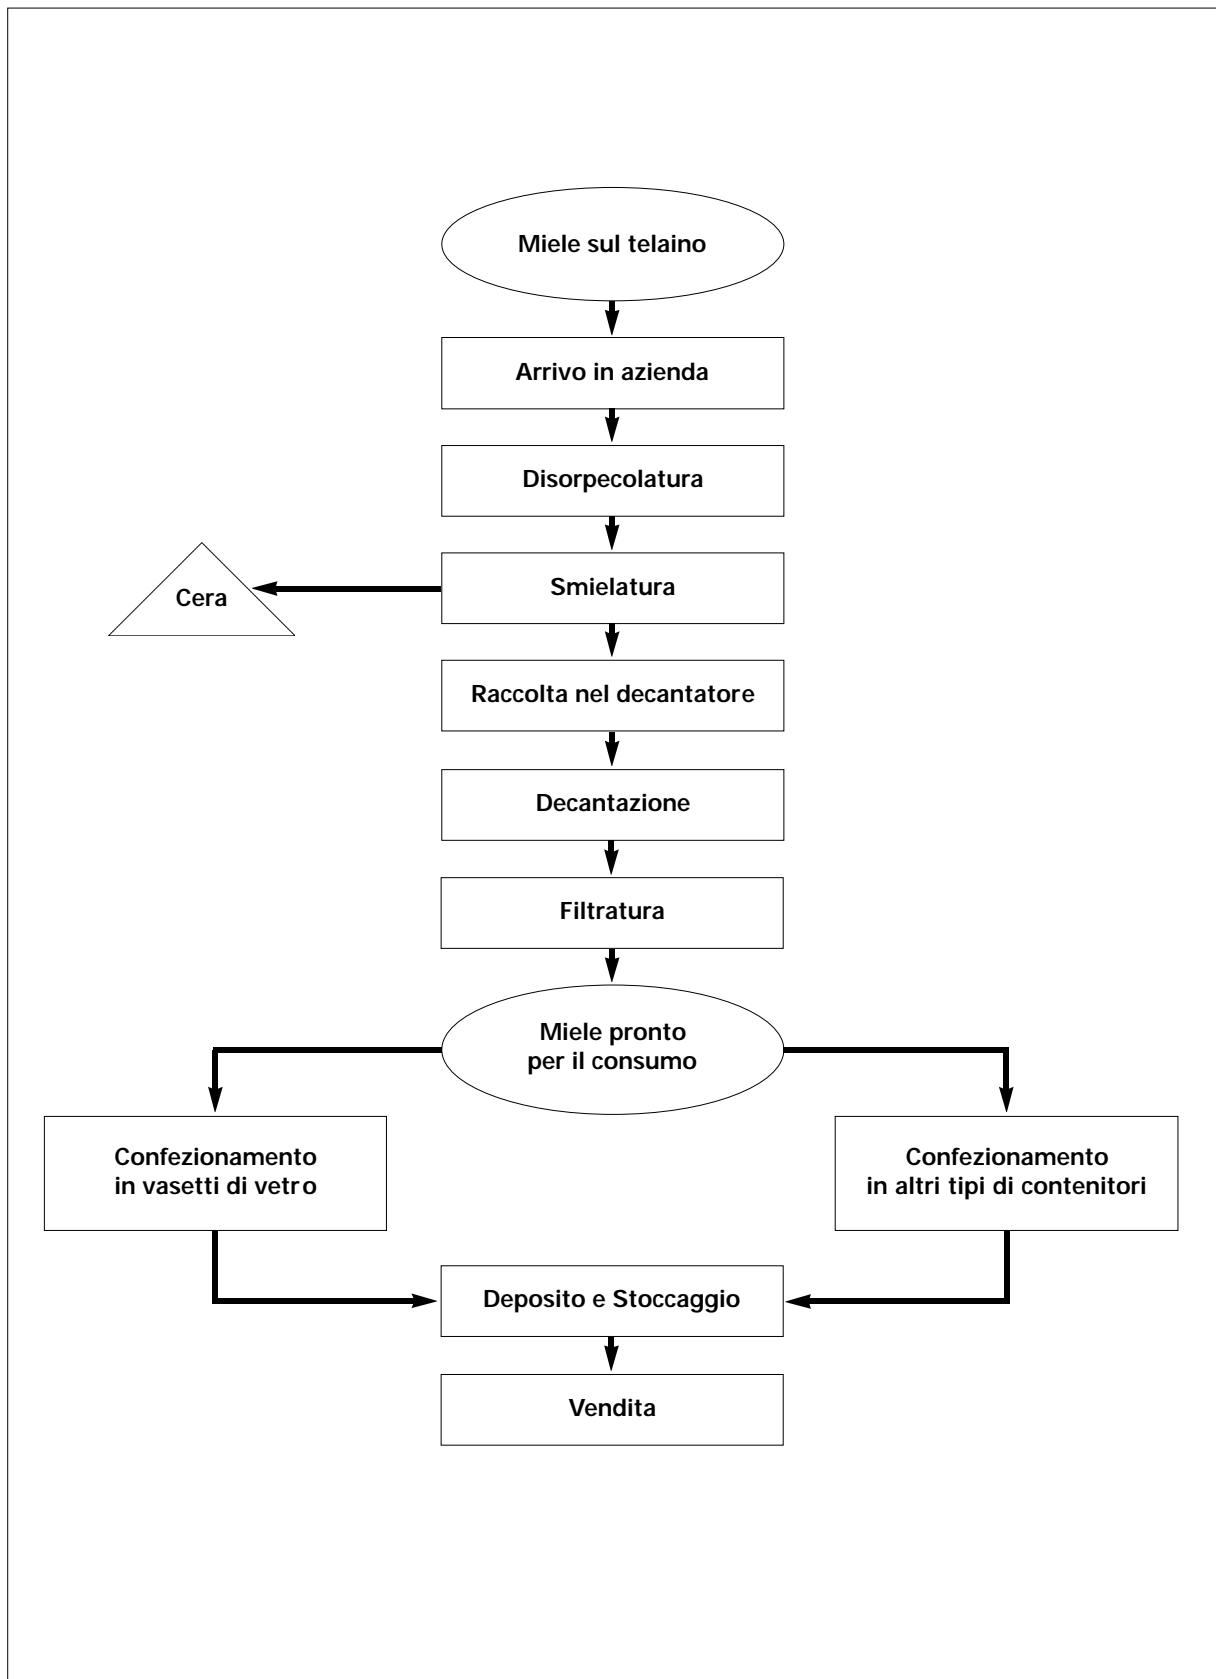 Miele sul telaino
Arrivo in azienda
Disorpecolatura
Smielatura
Cera
Raccolta nel decantatore
Decantazione
Filtratura
Miele pronto
per il consumo
Confezionamento
in vasetti di vetro
Confezionamento
in altri tipi di contenitori
Deposito e Stoccaggio
Vendita